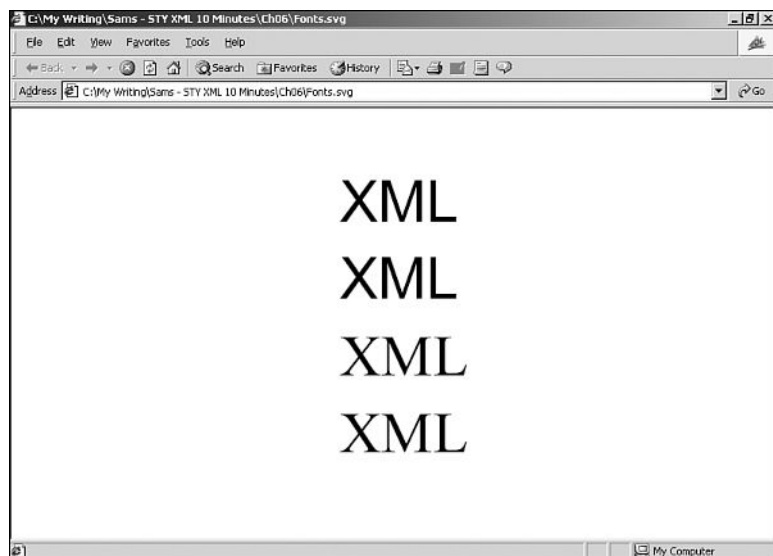 C:\My Writing\Sams - STY XML 10 Minutes\Ch06\Fonts.svg
File Edit View Favorites Tools Help
Back Search Favorites History
Address C:\My Writing\Sams - STY XML 10 Minutes\Ch06\Fonts.svg Go
XML
XML
XML
XML
My Computer